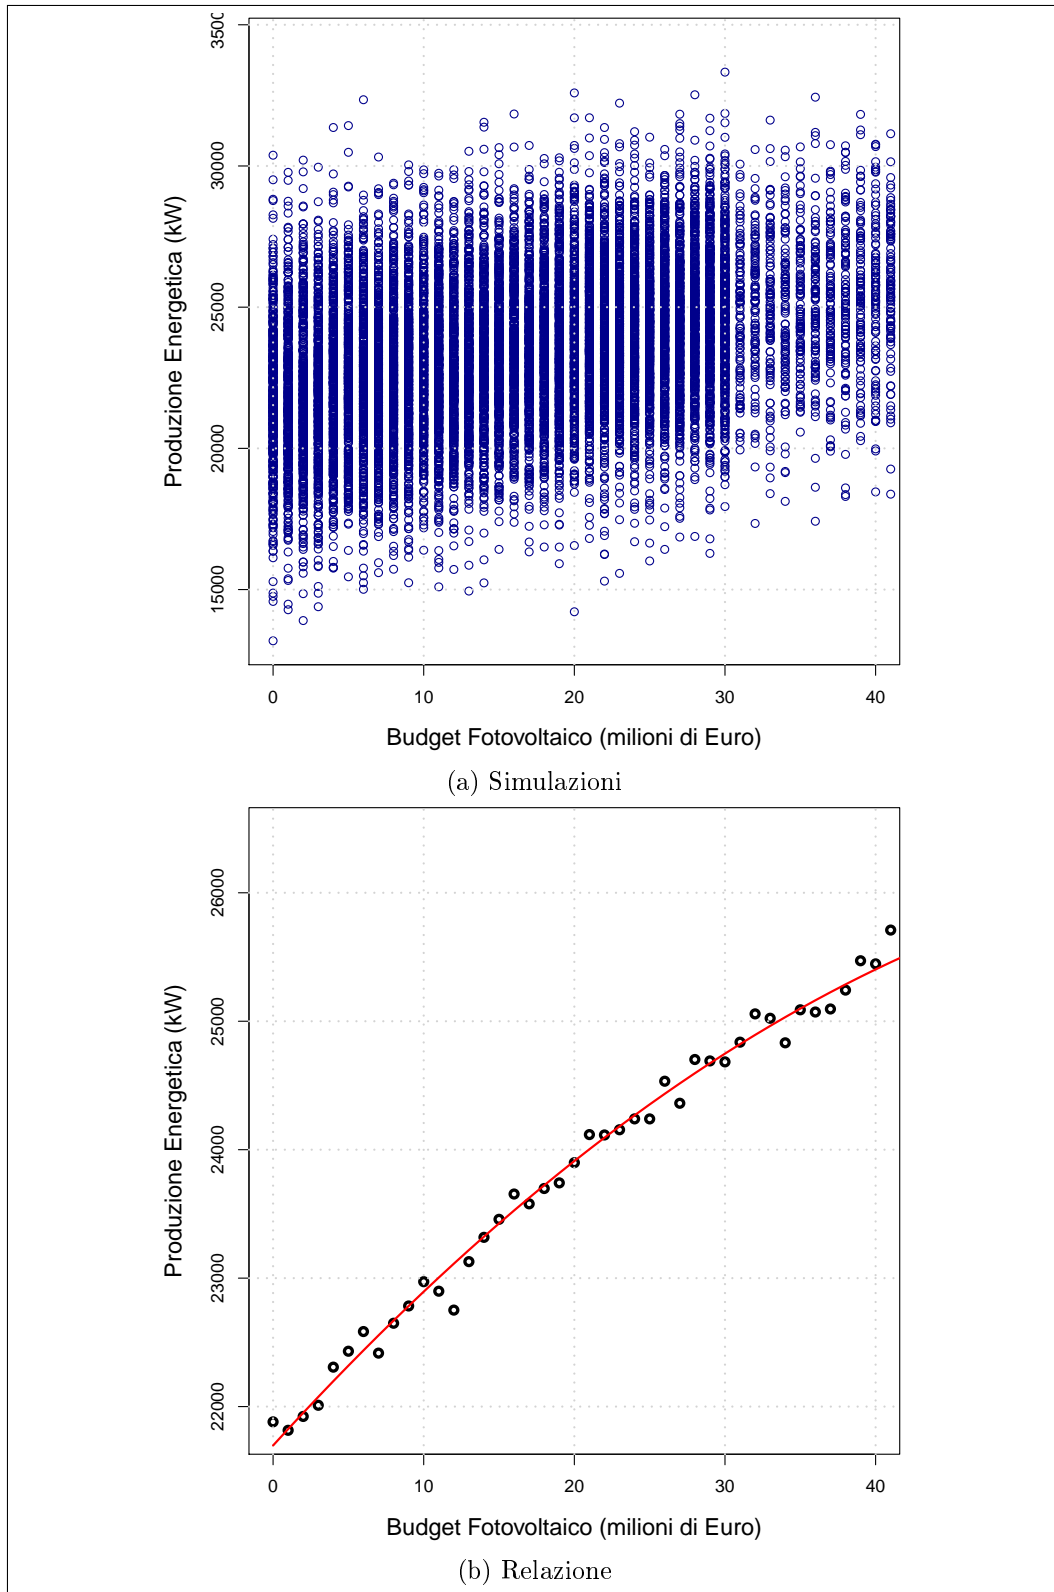 35000
30000
25000
20000
15000
Produzione Energetica (kW)
0 10 20 30 40
Budget Fotovoltaico (milioni di Euro)
(a) Simulazioni
26000
25000
24000
23000
22000
Produzione Energetica (kW)
0 10 20 30 40
Budget Fotovoltaico (milioni di Euro)
(b) Relazione